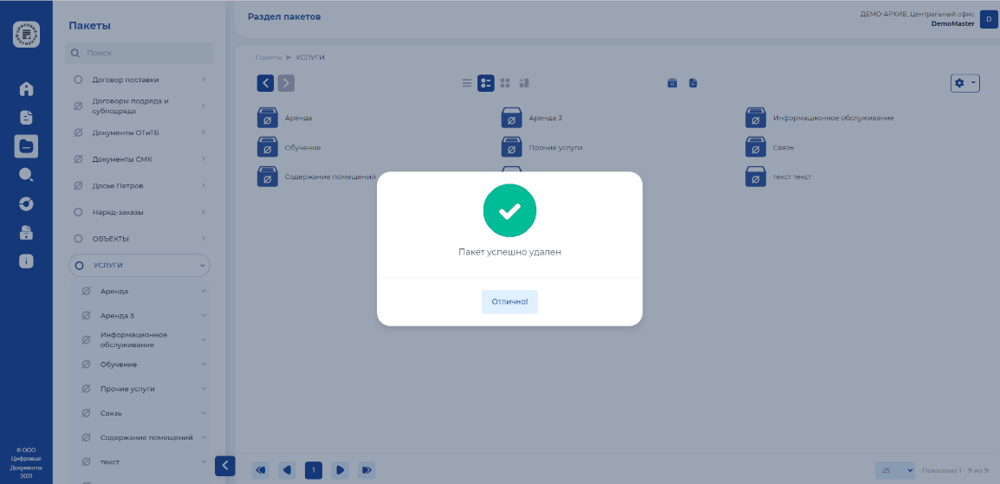 Пакеты
Поиск
Договор поставки
Договоры подряда и
субподряда
Документы ОТиТБ
Документы СМК
Досье Петров
Наряд-заказы
ОБЪЕКТЫ
УСЛУГИ
Аренда
Аренда 3
Информационное
обслуживание
Обучение
Прочие услуги
Связь
Содержание помещений
текст
© ООО
Цифровые
Документы
2021
Раздел пакетов
ДЕМО-АРХИВ, Центральный офис
DemoMaster
D
Пакеты ➤ УСЛУГИ
Аренда
Аренда 3
Информационное обслуживание
Обучение
Прочие услуги
Связь
Содержание помещений
текст текст
Пакет успешно удален
Отлично!
1
25
Показано 1 - 9 из 9